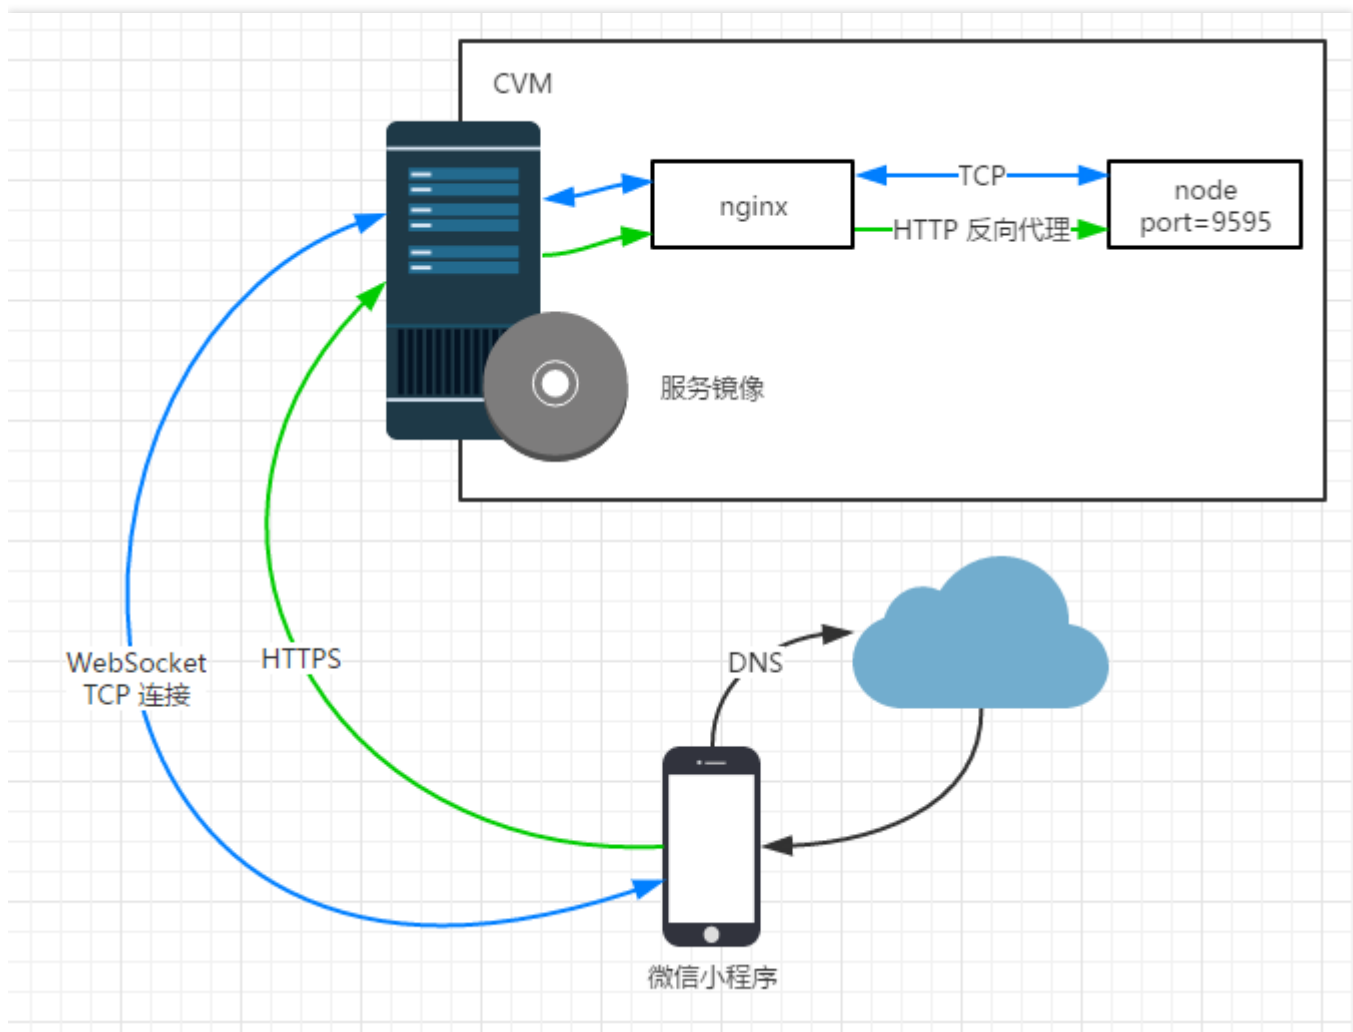 CVM
nginx
TCP
HTTP 反向代理
node
port=9595
服务镜像
WebSocket
TCP 连接
HTTPS
DNS
微信小程序